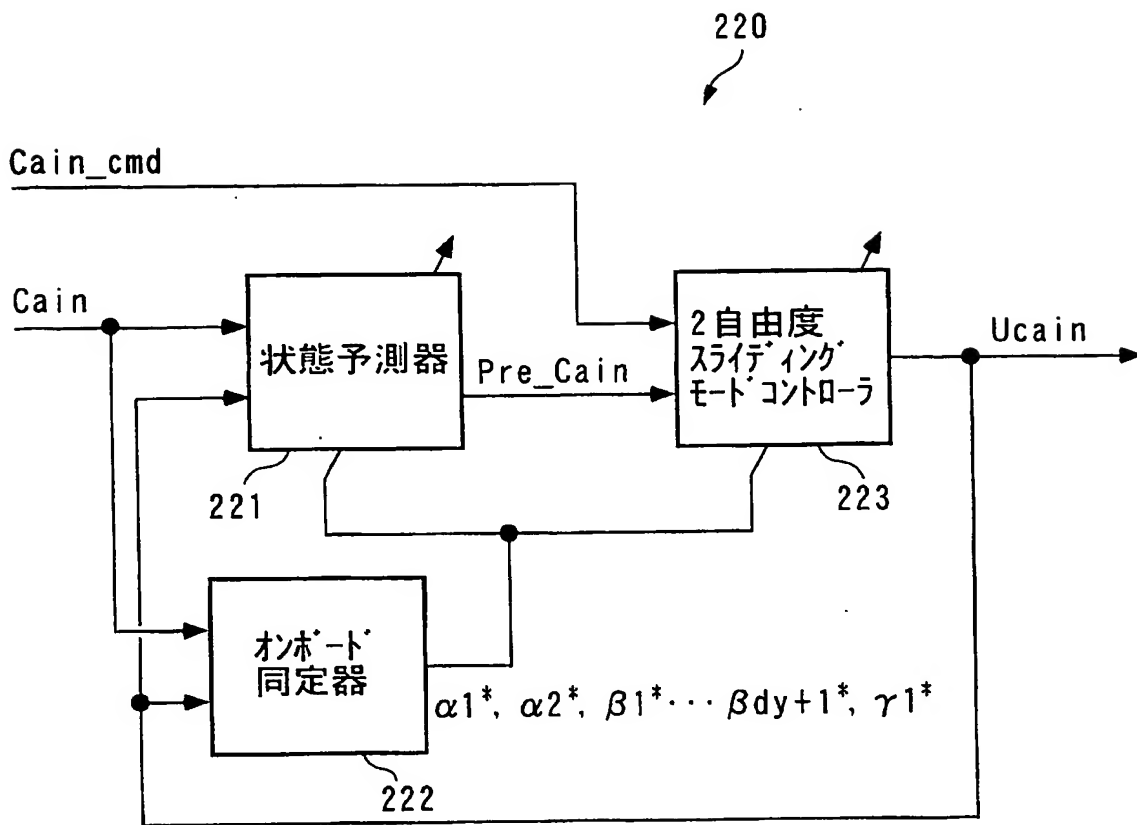 220
Cain_cmd
Cain
状態予測器
Pre_Cain
2自由度
スライディング
モードコントローラ
Ucain
221
223
オンボード
同定器
α1*, α2*, β1*··· βdy+1*, γ1*
222